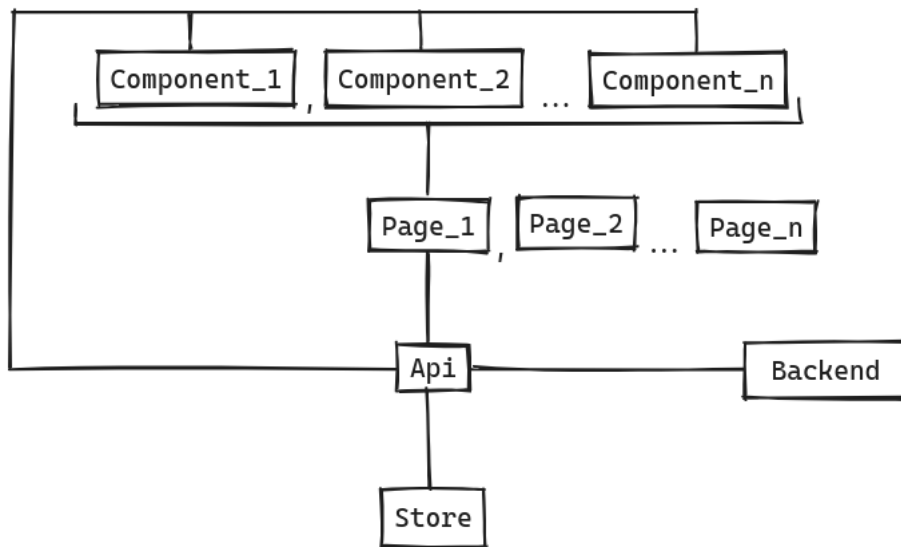 Component_1 , Component_2 ... Component_n
Page_1 , Page_2 ... Page_n
Api Backend
Store